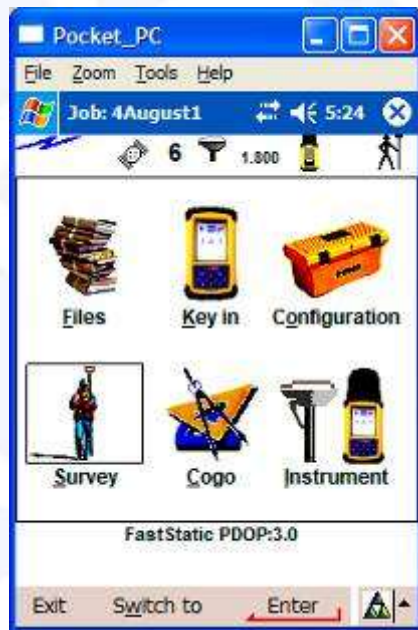 Pocket_PC
File Zoom Tools Help
Job: 4August1 5:24
6 1.800
Files Key in Configuration
Survey Cogo Instrument
FastStatic PDOP:3.0
Exit Switch to Enter